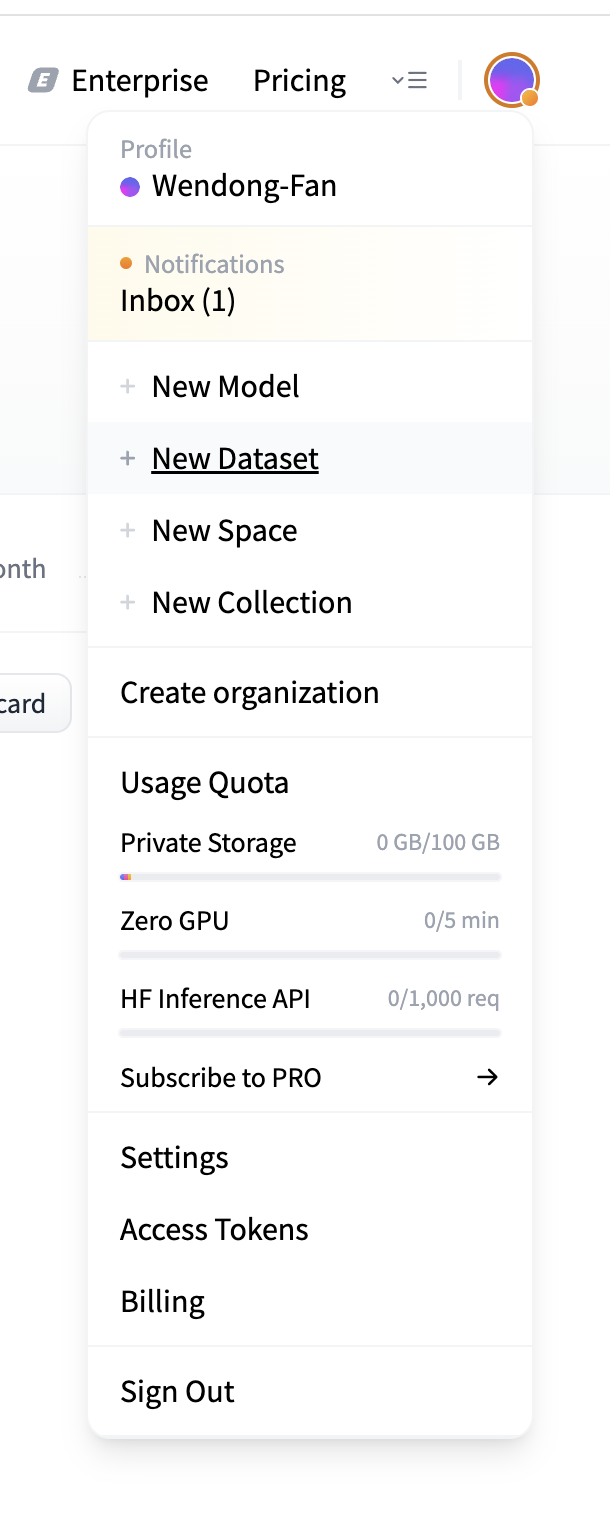 E Enterprise Pricing
Profile
Wendong-Fan
Notifications
Inbox (1)
+ New Model
+ New Dataset
+ New Space
+ New Collection
onth
card
Create organization
Usage Quota
Private Storage 0 GB/100 GB
Zero GPU 0/5 min
HF Inference API 0/1,000 req
Subscribe to PRO →
Settings
Access Tokens
Billing
Sign Out